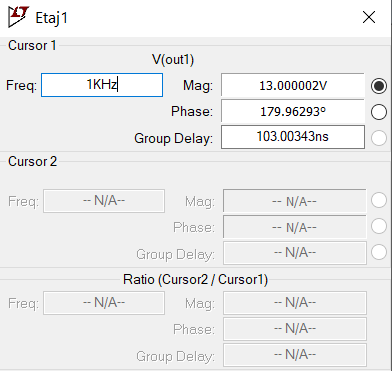 Etaj1
Cursor 1
V(out1)
Freq: 1KHz Mag: 13.000002V
Phase: 179.96293°
Group Delay: 103.00343ns
Cursor 2
Freq: -- N/A-- Mag: -- N/A--
Phase: -- N/A--
Group Delay: -- N/A--
Ratio (Cursor2 / Cursor1)
Freq: -- N/A-- Mag: -- N/A--
Phase: -- N/A--
Group Delay: -- N/A--